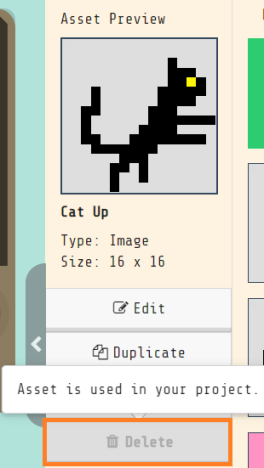 Asset Preview
Cat Up
Type: Image
Size: 16 x 16
Edit
Duplicate
Asset is used in your project.
Delete